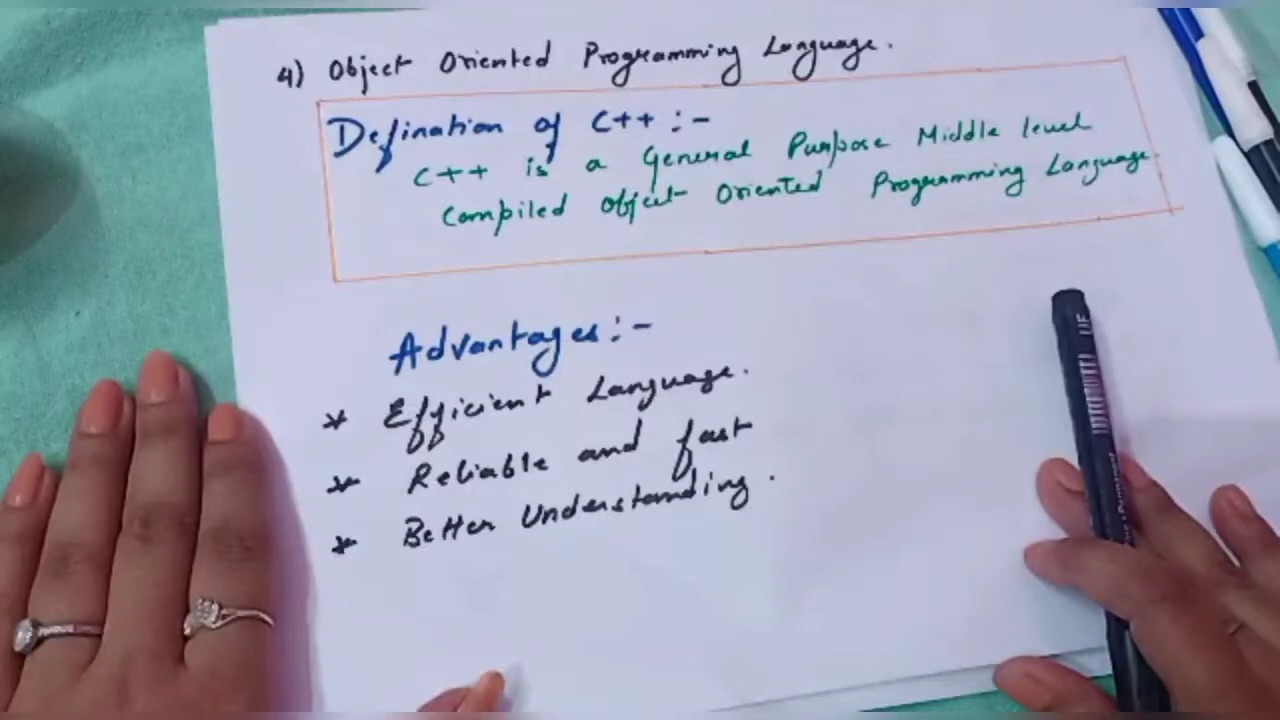 4) Object Oriented Programming Language.
Defination of C++ :-
C++ is a General Purpose Middle level
Compiled Object Oriented Programming Language.
Advantages :-
* Efficient Language.
* Reliable and fast
* Better Understanding.